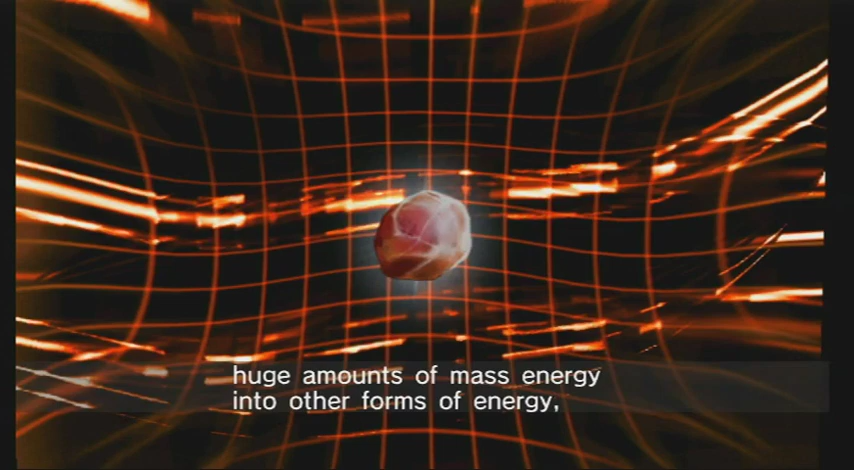 huge amounts of mass energy
into other forms of energy,